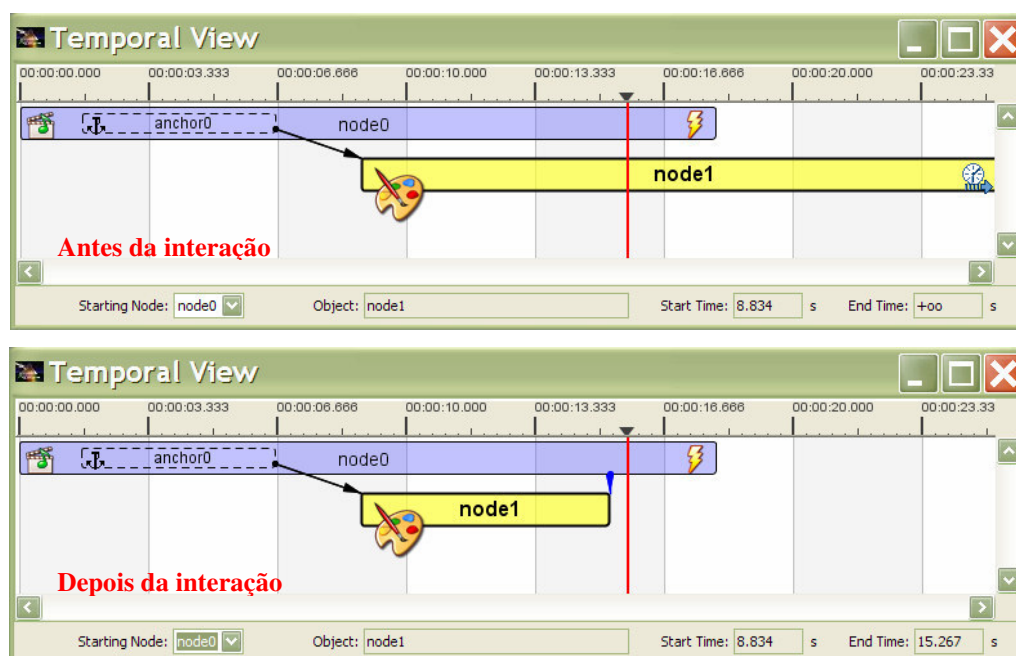 Temporal View
00:00:00.000 00:00:03.333 00:00:06.666 00:00:10.000 00:00:13.333 00:00:16.666 00:00:20.000 00:00:23.33
anchor0 node0
node1
Antes da interação
Starting Node: node0 Object: node1 Start Time: 8.834 s End Time: +oo s
Temporal View
00:00:00.000 00:00:03.333 00:00:06.666 00:00:10.000 00:00:13.333 00:00:16.666 00:00:20.000 00:00:23.33
anchor0 node0
node1
Depois da interação
Starting Node: node0 Object: node1 Start Time: 8.834 s End Time: 15.267 s